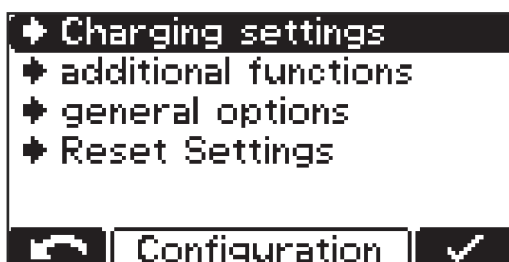 Charging settings
additional functions
general options
Reset Settings
Configuration